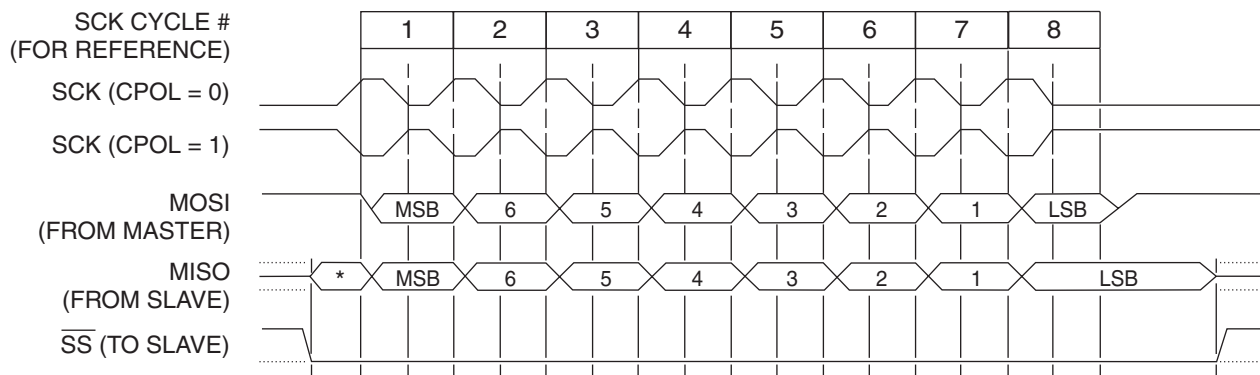 SCK CYCLE #
(FOR REFERENCE)
1 2 3 4 5 6 7 8
SCK (CPOL = 0)
SCK (CPOL = 1)
MOSI
(FROM MASTER)
MSB 6 5 4 3 2 1 LSB
MISO
(FROM SLAVE)
* MSB 6 5 4 3 2 1 LSB
SS (TO SLAVE)